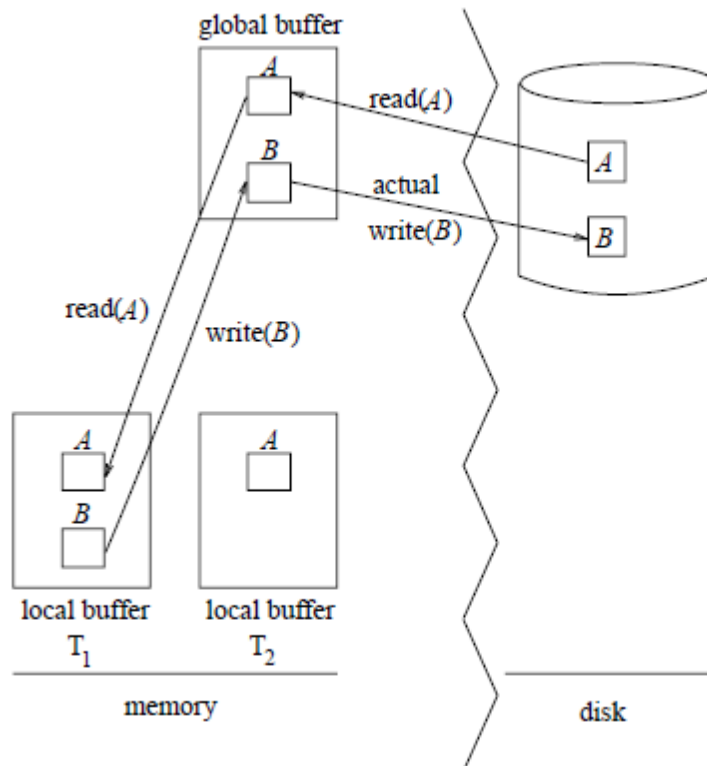 global buffer
A
read(A)
B
A
actual
write(B)
B
read(A)
write(B)
A
A
B
local buffer
T1
local buffer
T2
memory
disk